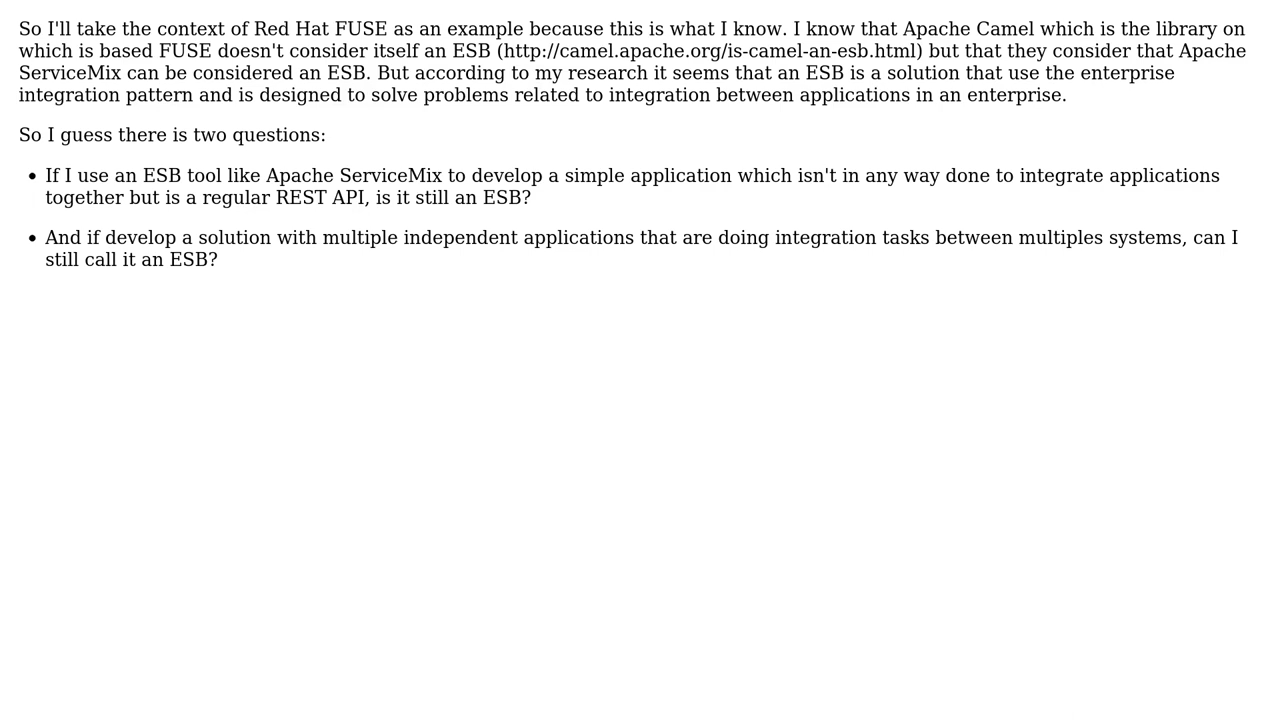 So I'll take the context of Red Hat FUSE as an example because this is what I know. I know that Apache Camel which is the library on
which is based FUSE doesn't consider itself an ESB (http://camel.apache.org/is-camel-an-esb.html) but that they consider that Apache
ServiceMix can be considered an ESB. But according to my research it seems that an ESB is a solution that use the enterprise
integration pattern and is designed to solve problems related to integration between applications in an enterprise.
So I guess there is two questions:
• If I use an ESB tool like Apache ServiceMix to develop a simple application which isn't in any way done to integrate applications
together but is a regular REST API, is it still an ESB?
• And if develop a solution with multiple independent applications that are doing integration tasks between multiples systems, can I
still call it an ESB?